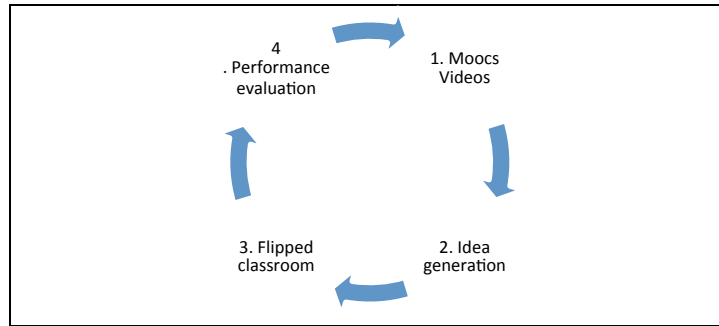 4
. Performance
evaluation
1. Moocs
Videos
3. Flipped
classroom
2. Idea
generation